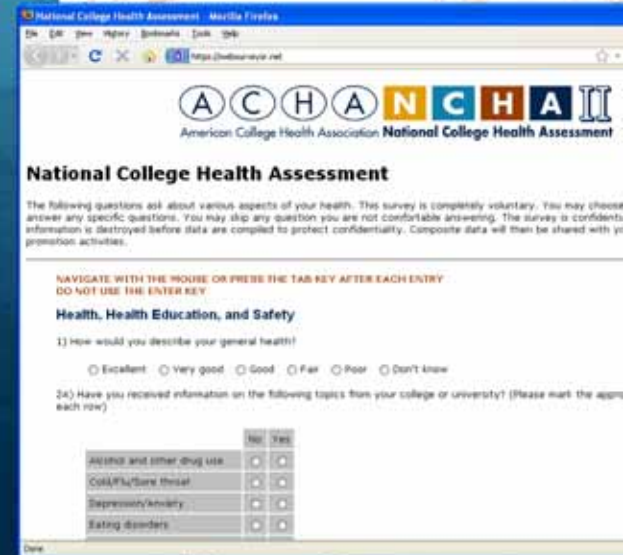 National College Health Assessment - Mozilla Firefox
File Edit View History Bookmarks Tools Help
ACHA NCHA II
American College Health Association National College Health Assessment
National College Health Assessment
The following questions ask about various aspects of your health. This survey is completely voluntary. You may choose
answer any specific questions. You may skip any question you are not comfortable answering. The survey is confidenti
information is destroyed before data are compiled to protect confidentiality. Composite data will then be shared with yo
promotion activities.
NAVIGATE WITH THE MOUSE OR PRESS THE TAB KEY AFTER EACH ENTRY
DO NOT USE THE ENTER KEY
Health, Health Education, and Safety
1) How would you describe your general health?
Excellent Very good Good Fair Poor Don't know
2A) Have you received information on the following topics from your college or university? (Please mark the appro
each row)
No Yes
Alcohol and other drug use
Cold/Flu/Sore throat
Depression/Anxiety
Eating disorders
Done